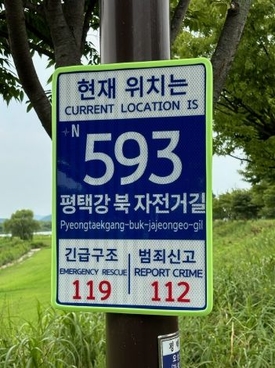 현재 위치는
CURRENT LOCATION IS
N
593
평택강 북 자전거길
Pyeongtaekgang-buk-jajeongeo-gil
긴급구조 범죄신고
EMERGENCY RESCUE REPORT CRIME
119 112